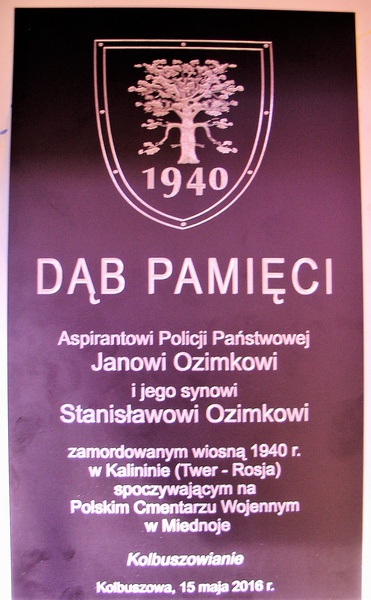 1940
DĄB PAMIĘCI
Aspirantowi Policji Państwowej
Janowi Ozimkowi
i jego synowi
Stanisławowi Ozimkowi
zamordowanym wiosną 1940 r.
w Kalininie (Twer - Rosja)
spoczywającym na
Polskim Cmentarzu Wojennym
w Miednoje
Kolbuszowianie
Kolbuszowa, 15 maja 2016 r.